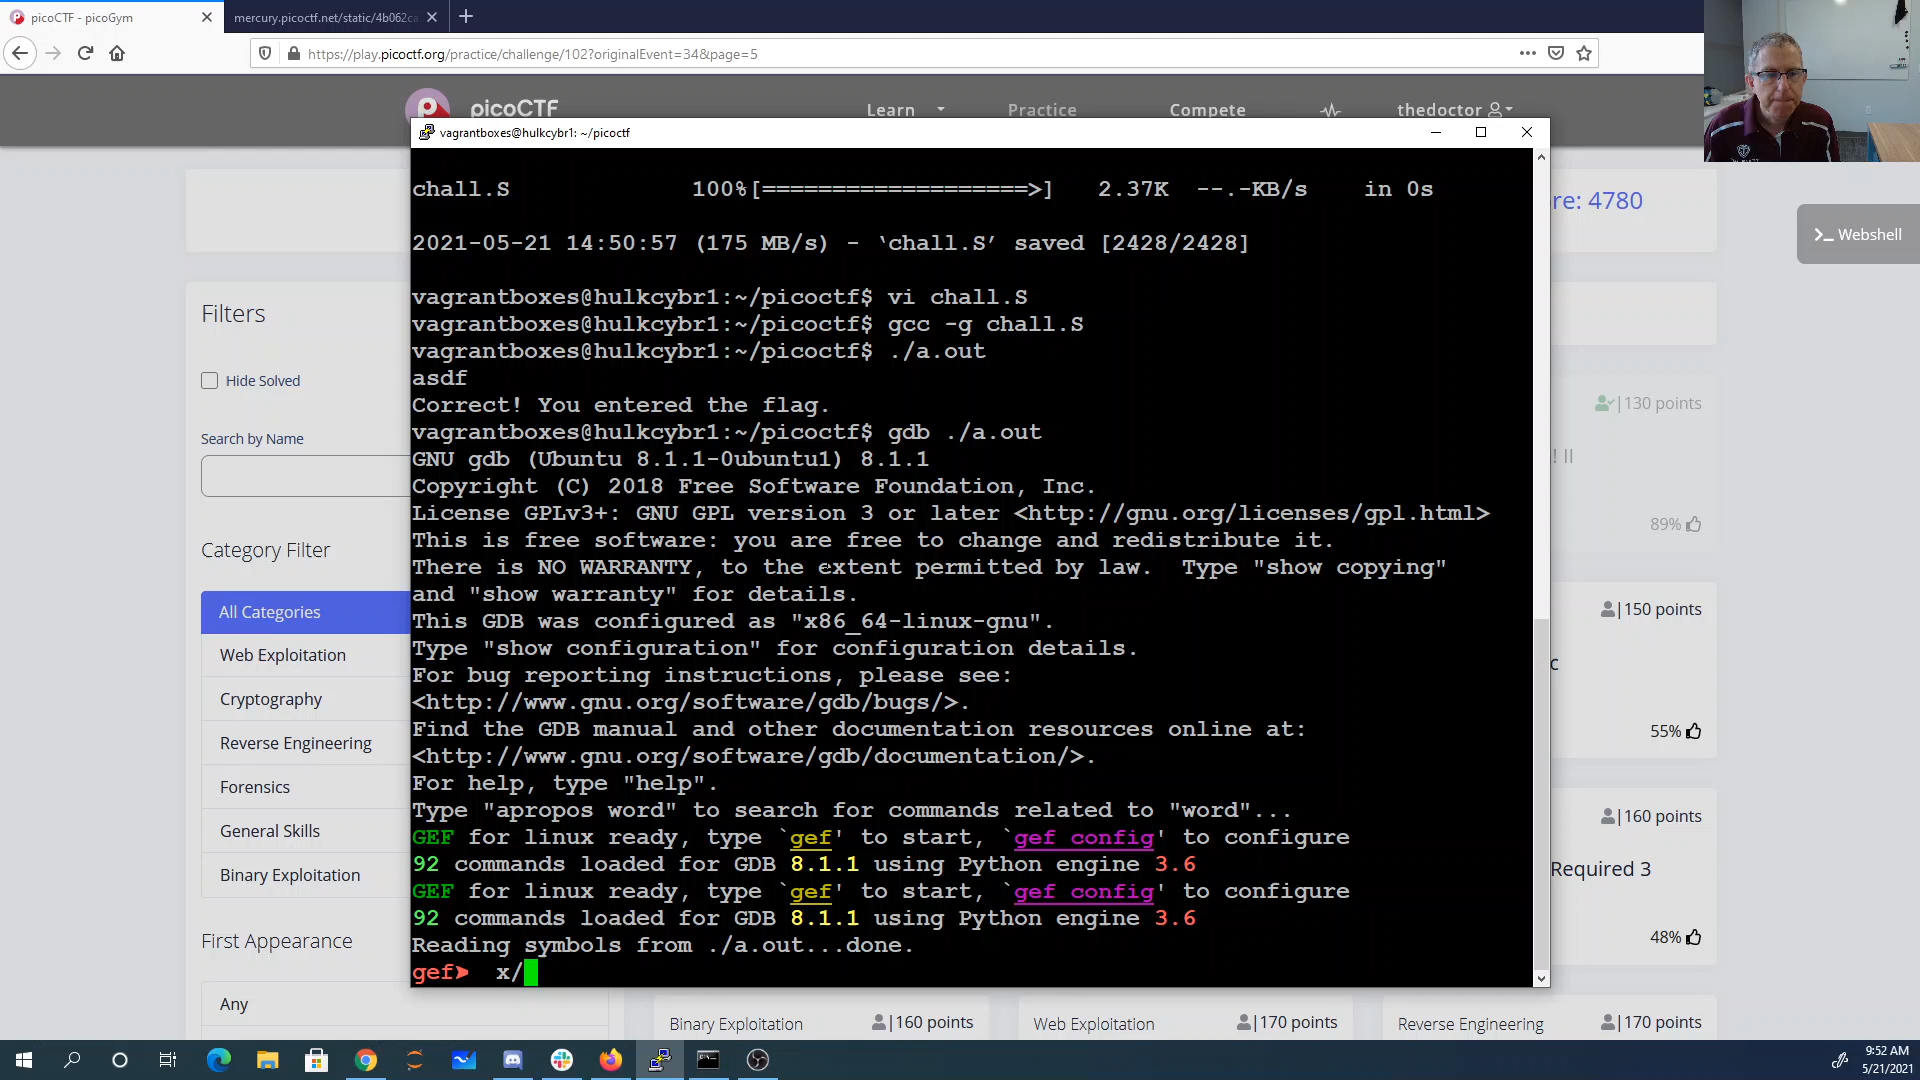 picoCTF - picoGym
mercury.picoctf.net/static/4b062ca
https://play.picoctf.org/practice/challenge/102?originalEvent=34&page=5
picoCTF
Learn
Practice
Compete
thedoctor
vagrantboxes@hulkcybr1: ~/picoctf
chall.S 100%[===================>] 2.37K --.-KB/s in 0s
2021-05-21 14:50:57 (175 MB/s) - ‘chall.S’ saved [2428/2428]
vagrantboxes@hulkcybr1:~/picoctf$ vi chall.S
vagrantboxes@hulkcybr1:~/picoctf$ gcc -g chall.S
vagrantboxes@hulkcybr1:~/picoctf$ ./a.out
asdf
Correct! You entered the flag.
vagrantboxes@hulkcybr1:~/picoctf$ gdb ./a.out
GNU gdb (Ubuntu 8.1.1-0ubuntu1) 8.1.1
Copyright (C) 2018 Free Software Foundation, Inc.
License GPLv3+: GNU GPL version 3 or later <http://gnu.org/licenses/gpl.html>
This is free software: you are free to change and redistribute it.
There is NO WARRANTY, to the extent permitted by law.  Type "show copying"
and "show warranty" for details.
This GDB was configured as "x86_64-linux-gnu".
Type "show configuration" for configuration details.
For bug reporting instructions, please see:
<http://www.gnu.org/software/gdb/bugs/>.
Find the GDB manual and other documentation resources online at:
<http://www.gnu.org/software/gdb/documentation/>.
For help, type "help".
Type "apropos word" to search for commands related to "word"...
GEF for linux ready, type `gef' to start, `gef config' to configure
92 commands loaded for GDB 8.1.1 using Python engine 3.6
GEF for linux ready, type `gef' to start, `gef config' to configure
92 commands loaded for GDB 8.1.1 using Python engine 3.6
Reading symbols from ./a.out...done.
gef➤ x/
re: 4780
>_ Webshell
Filters
Hide Solved
Search by Name
Category Filter
All Categories
Web Exploitation
Cryptography
Reverse Engineering
Forensics
General Skills
Binary Exploitation
First Appearance
Any
|130 points
! ||
89%
|150 points
c
55%
|160 points
Required 3
48%
Binary Exploitation |160 points
Web Exploitation |170 points
Reverse Engineering |170 points
9:52 AM
5/21/2021